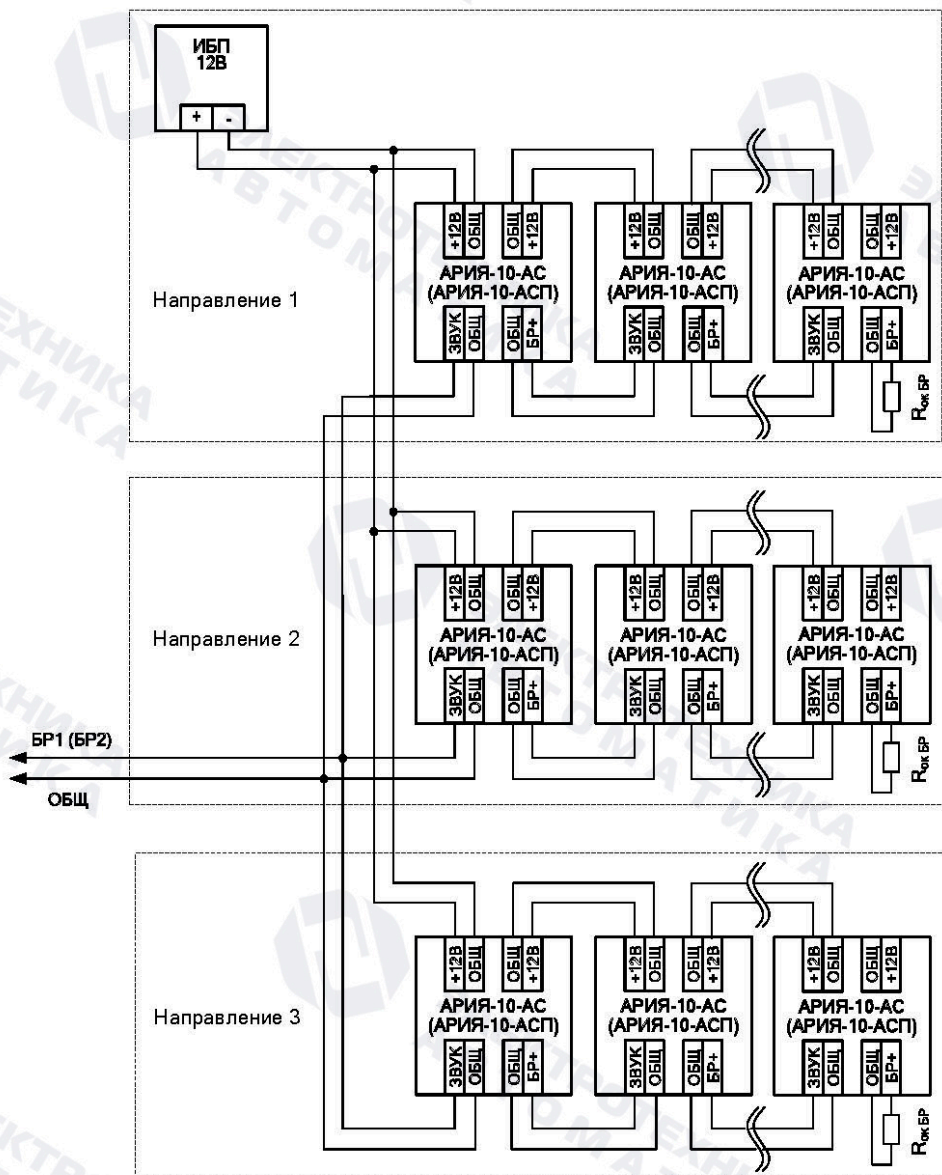 ИБП
12В
+ -
+12В ОБЩ ОБЩ +12В
+12В ОБЩ ОБЩ +12В
+12В ОБЩ ОБЩ +12В
АРИЯ-10-АС
(АРИЯ-10-АСП)
АРИЯ-10-АС
(АРИЯ-10-АСП)
АРИЯ-10-АС
(АРИЯ-10-АСП)
Направление 1
ЗВУК ОБЩ ОБЩ БР+
ЗВУК ОБЩ ОБЩ БР+
ЗВУК ОБЩ ОБЩ БР+
Rок БР
+12В ОБЩ ОБЩ +12В
+12В ОБЩ ОБЩ +12В
+12В ОБЩ ОБЩ +12В
АРИЯ-10-АС
(АРИЯ-10-АСП)
АРИЯ-10-АС
(АРИЯ-10-АСП)
АРИЯ-10-АС
(АРИЯ-10-АСП)
Направление 2
ЗВУК ОБЩ ОБЩ БР+
ЗВУК ОБЩ ОБЩ БР+
ЗВУК ОБЩ ОБЩ БР+
Rок БР
БР1 (БР2)
ОБЩ
+12В ОБЩ ОБЩ +12В
+12В ОБЩ ОБЩ +12В
+12В ОБЩ ОБЩ +12В
АРИЯ-10-АС
(АРИЯ-10-АСП)
АРИЯ-10-АС
(АРИЯ-10-АСП)
АРИЯ-10-АС
(АРИЯ-10-АСП)
Направление 3
ЗВУК ОБЩ ОБЩ БР+
ЗВУК ОБЩ ОБЩ БР+
ЗВУК ОБЩ ОБЩ БР+
Rок БР
ЭЛЕКТРОТЕХНИКА
АВТОМАТИКА